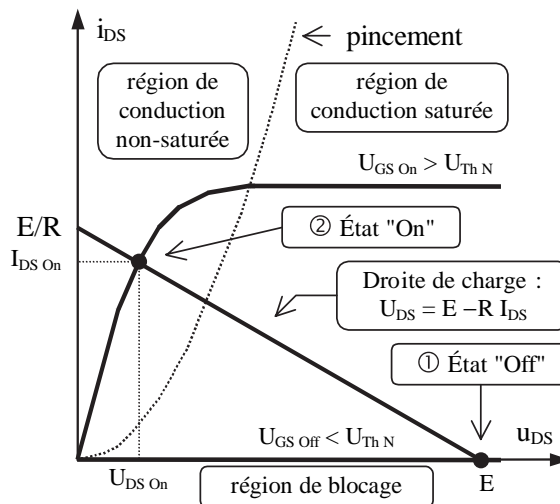 i_DS
pincement
région de
conduction
non-saturée
région de
conduction saturée
U_GS On > U_Th N
E/R
② État "On"
I_DS On
Droite de charge :
U_DS = E –R I_DS
① État "Off"
U_GS Off < U_Th N
u_DS
U_DS On
région de blocage
E